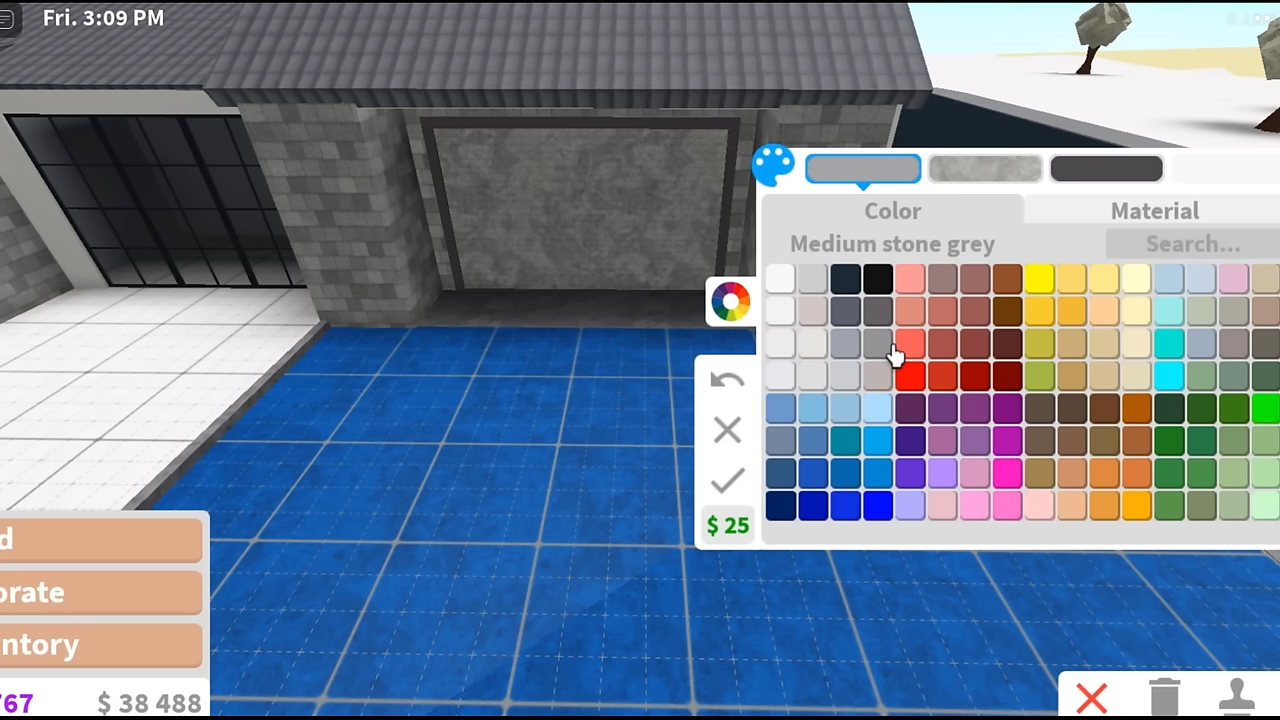 Fri. 3:09 PM
Color
Material
Medium stone grey
Search...
$ 25
d
orate
ntory
767
$ 38 488